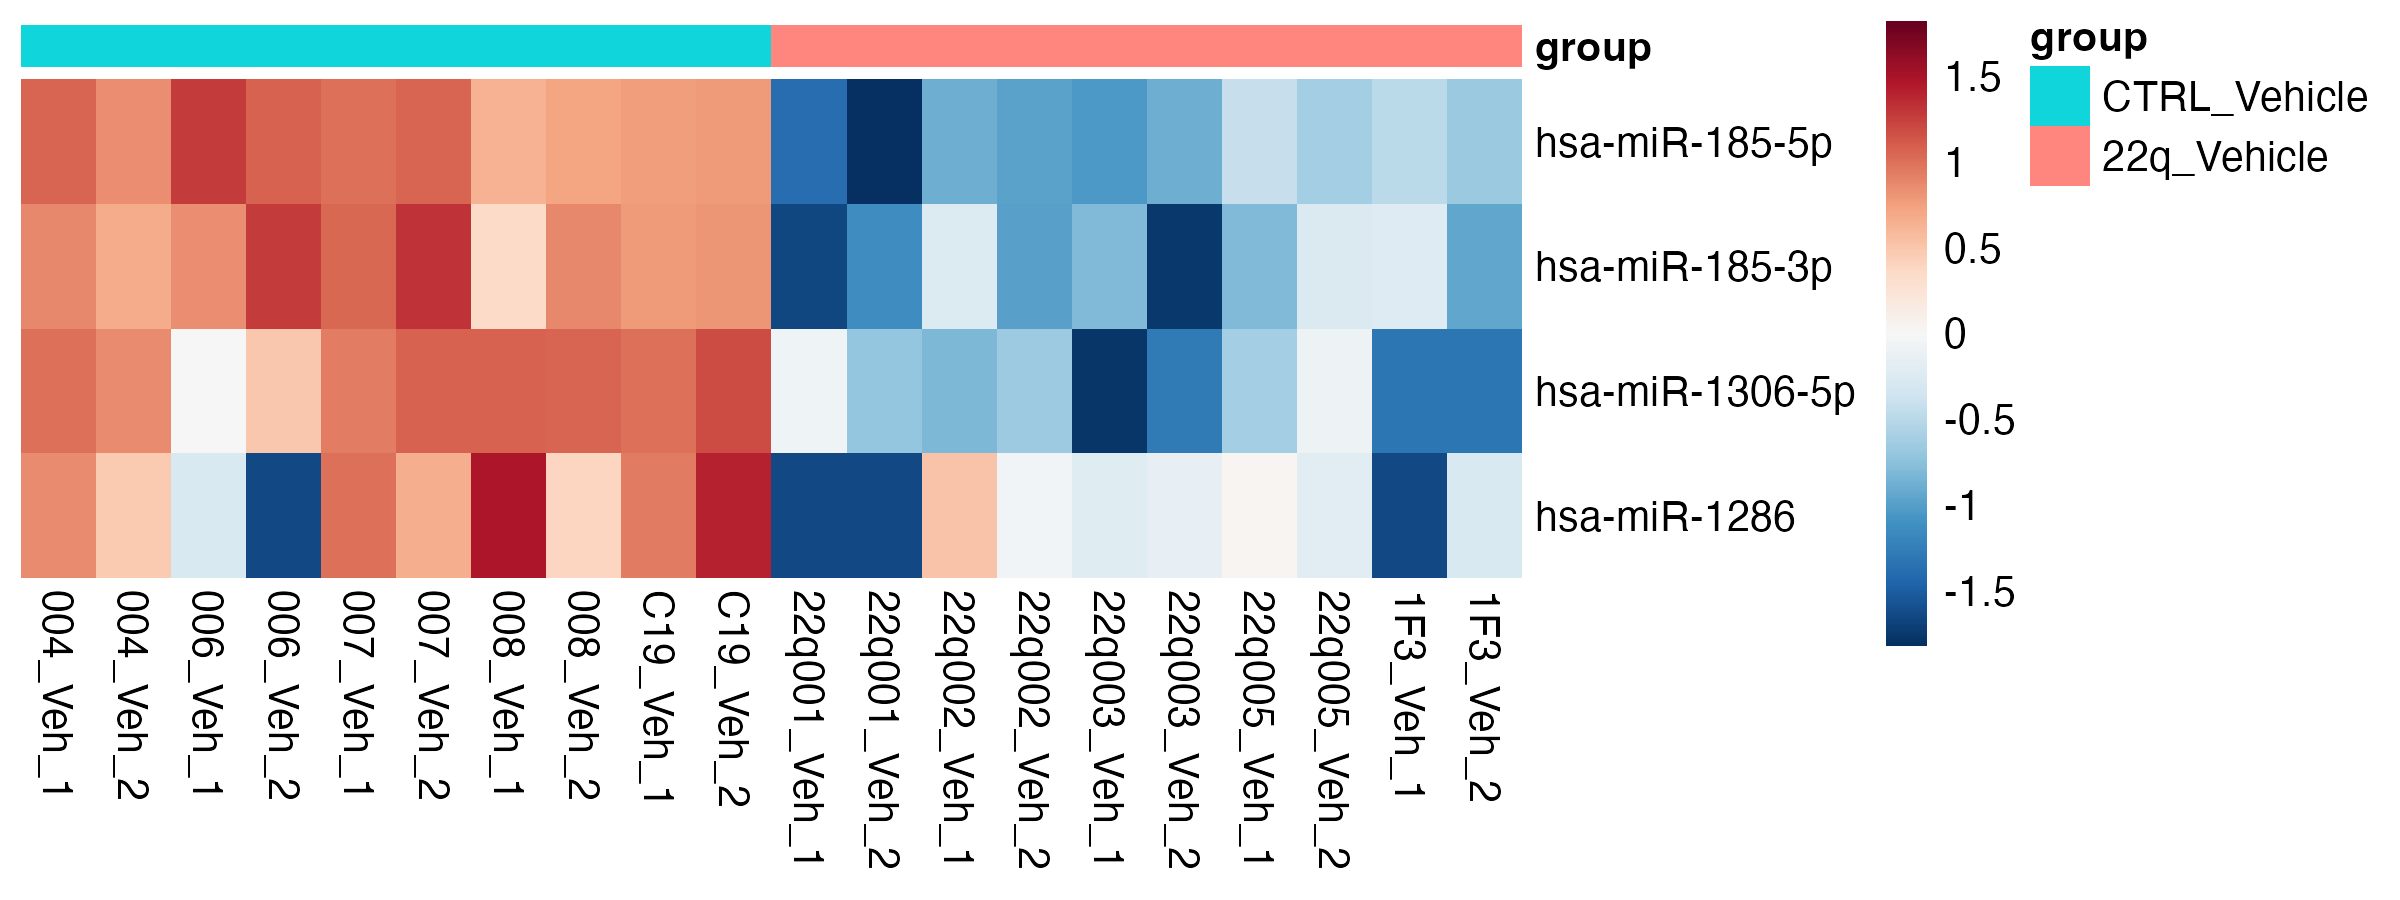 group
hsa-miR-185-5p
hsa-miR-185-3p
hsa-miR-1306-5p
hsa-miR-1286
004_Veh_1
004_Veh_2
006_Veh_1
006_Veh_2
007_Veh_1
007_Veh_2
008_Veh_1
008_Veh_2
C19_Veh_1
C19_Veh_2
22q001_Veh_1
22q001_Veh_2
22q002_Veh_1
22q002_Veh_2
22q003_Veh_1
22q003_Veh_2
22q005_Veh_1
22q005_Veh_2
1F3_Veh_1
1F3_Veh_2
1.5
1
0.5
0
-0.5
-1
-1.5
group
CTRL_Vehicle
22q_Vehicle